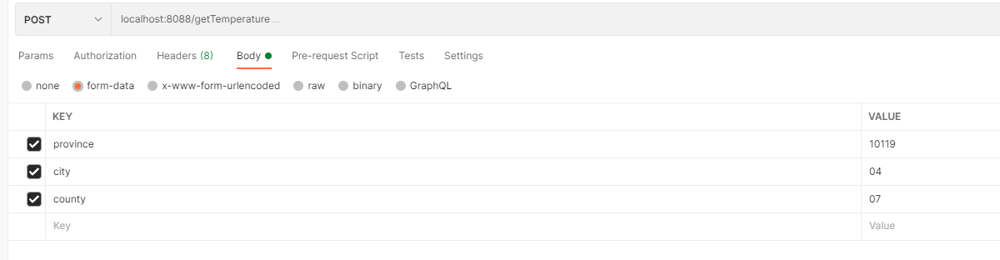 POST localhost:8088/getTemperature ...
Params Authorization Headers (8) Body Pre-request Script Tests Settings
none form-data x-www-form-urlencoded raw binary GraphQL
KEY VALUE
province 10119
city 04
county 07
Key Value